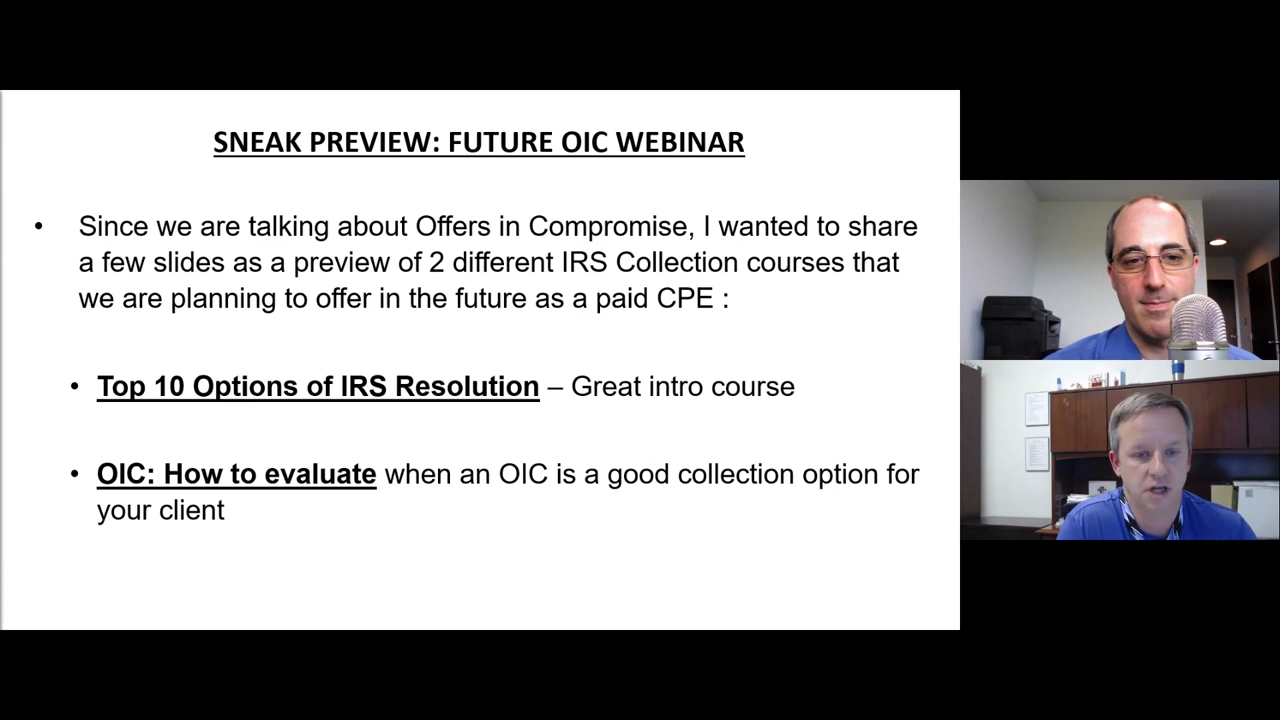 SNEAK PREVIEW: FUTURE OIC WEBINAR
• Since we are talking about Offers in Compromise, I wanted to share
a few slides as a preview of 2 different IRS Collection courses that
we are planning to offer in the future as a paid CPE :
• Top 10 Options of IRS Resolution – Great intro course
• OIC: How to evaluate when an OIC is a good collection option for
your client